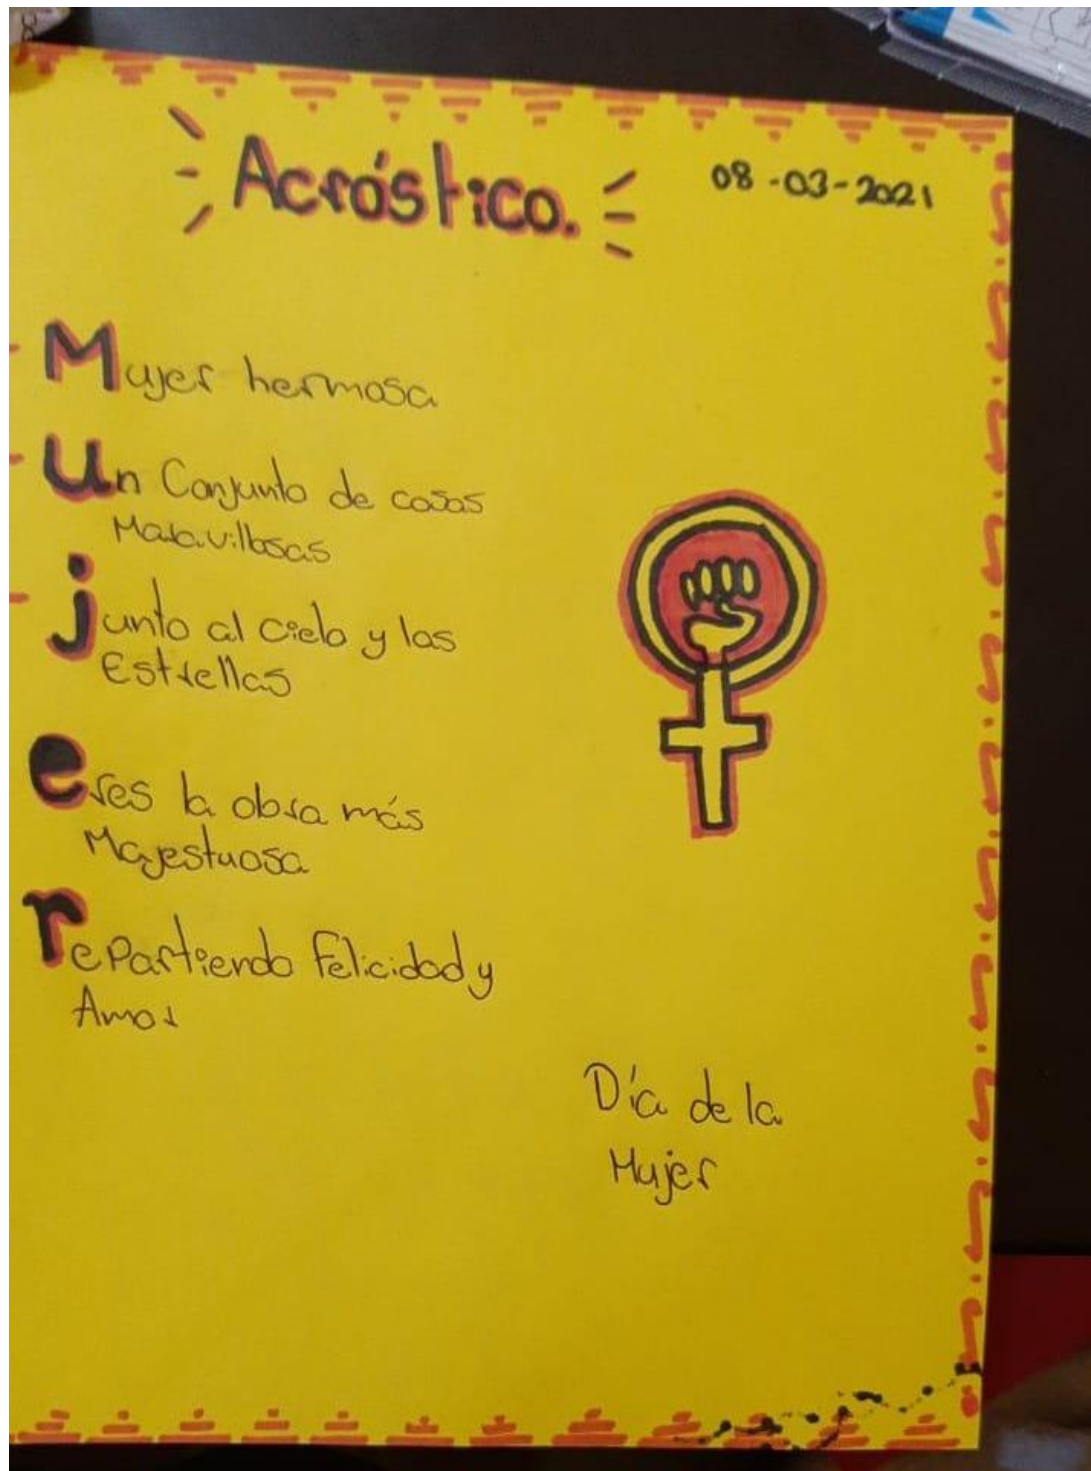 Acróstico.
08-03-2021
Mujer hermosa
Un Conjunto de cosas
Maravillosas
junto al cielo y las
Estrellas
eres la obra más
Majestuosa
repartiendo felicidad y
Amor
Día de la
Mujer